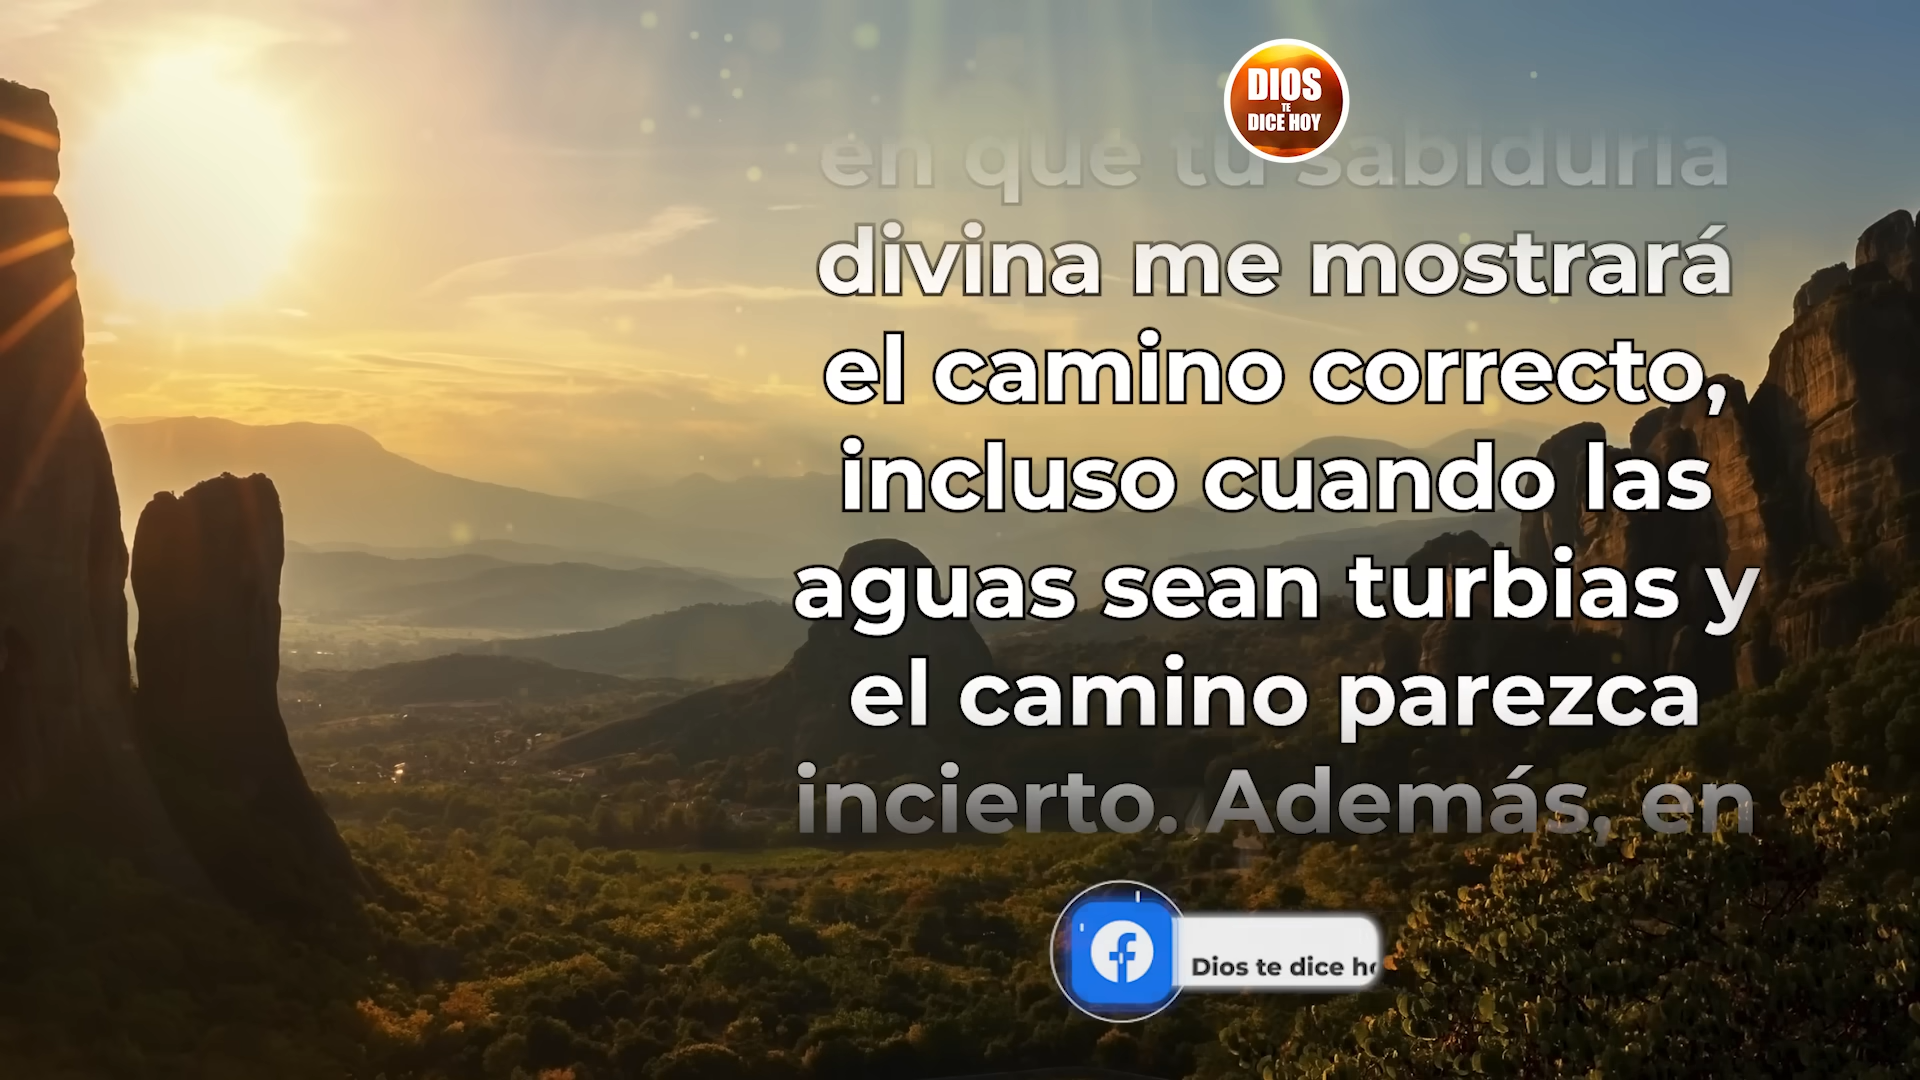 DIOS
TE
DICE HOY
en que tu sabiduría
divina me mostrará
el camino correcto,
incluso cuando las
aguas sean turbias y
el camino parezca
incierto. Además, en
Dios te dice ho